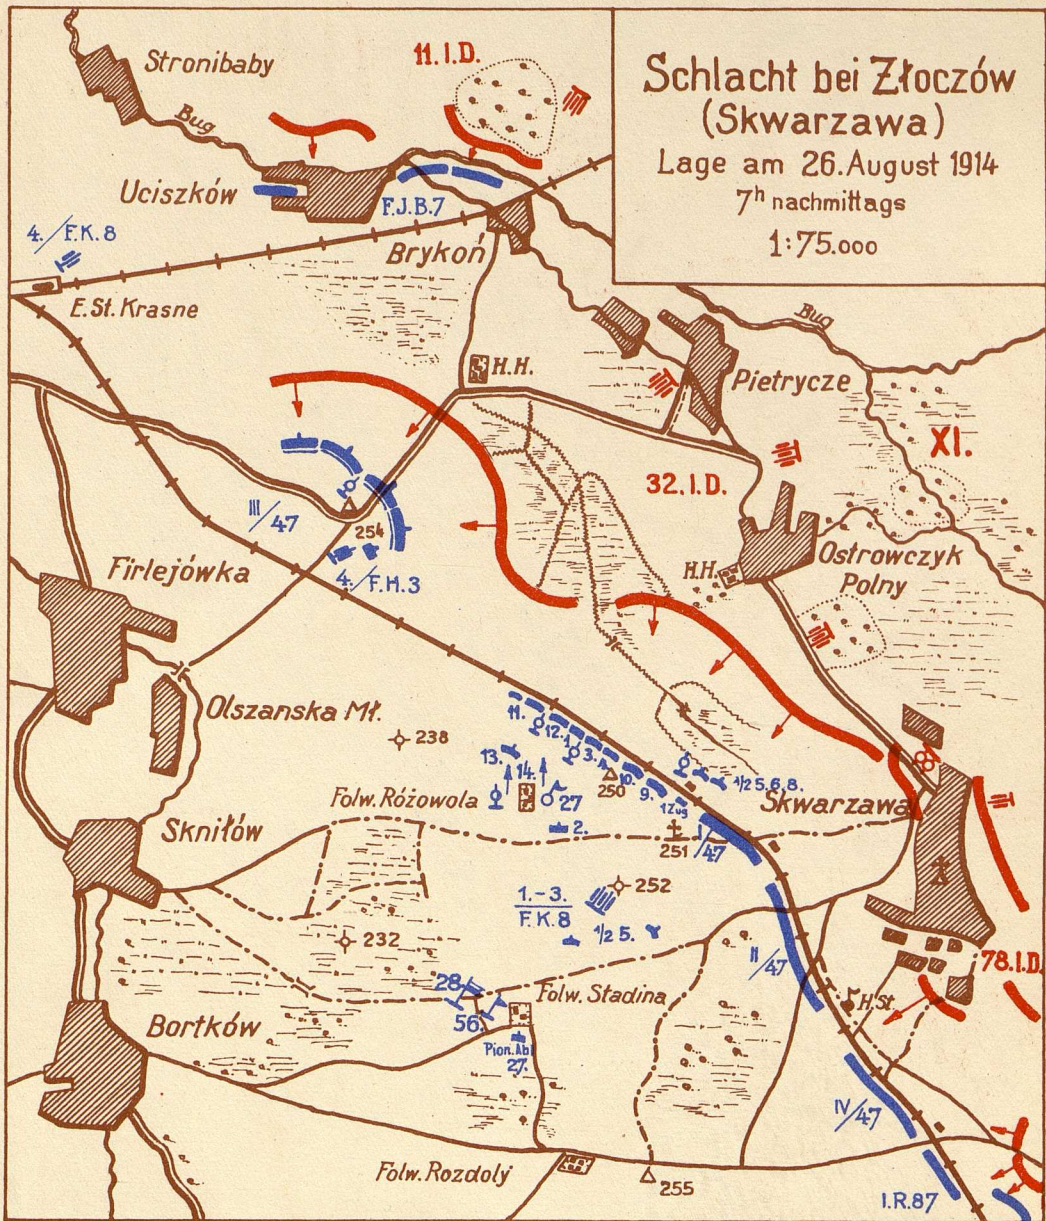 Schlacht bei Złoczów
(Skwarzawa)
Lage am 26. August 1914
7h nachmittags
1:75.000
Stronibaby
11. I.D.
Bug
Uciszków
F.J.B.7
4./F.K.8
Brykoń
E.St. Krasne
Bug
H.H.
Pietrycze
XI.
32. I.D.
III/47
254
4./F.H.3
Firlejówka
H.H.
Ostrowczyk
Polny
Olszanska Mł.
238
11.
12.
1.
3.
4.
10.
9.
1 Zug
250
1/2 5. 6. 8.
13.
14.
27
2.
81
Folw. Różowola
Skwarzawa
251
I/47
Skniłów
1.-3.
F.K.8
252
1/2 5.
232
II/47
78. I.D.
28
56.
Folw. Stadina
H.St.
Pion. Ab
27.
Bortków
IV/47
Folw. Rozdoly
255
I.R.87